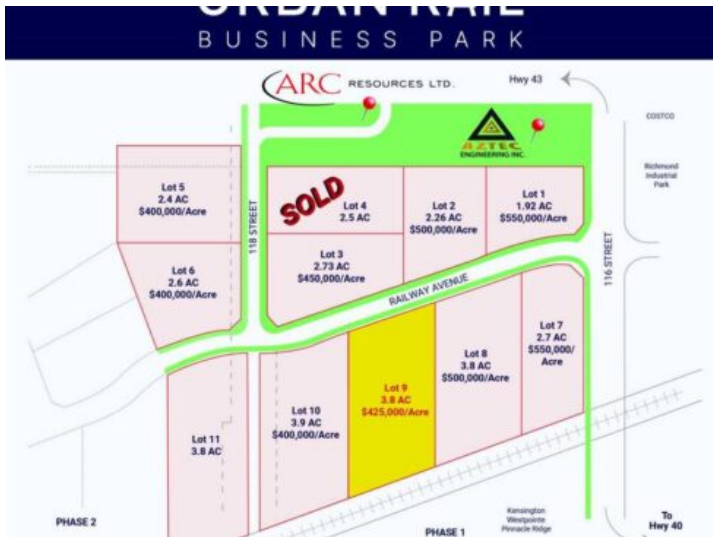 URBAN RAIL
BUSINESS PARK
ARC RESOURCES LTD.
Hwy 43
AZTEC
ENGINEERING INC.
COSTCO
Richmond
Industrial
Park
Lot 5
2.4 AC
$400,000/Acre
118 STREET
SOLD
Lot 4
2.5 AC
Lot 2
2.26 AC
$500,000/Acre
Lot 1
1.92 AC
$550,000/Acre
Lot 6
2.6 AC
$400,000/Acre
Lot 3
2.73 AC
$450,000/Acre
RAILWAY AVENUE
116 STREET
Lot 7
2.7 AC
$550,000/
Acre
Lot 8
3.8 AC
$500,000/Acre
Lot 9
3.8 AC
$425,000/Acre
Lot 10
3.9 AC
$400,000/Acre
Lot 11
3.8 AC
PHASE 2
PHASE 1
Kensington
Westpointe
Pinnacle Ridge
To
Hwy 40